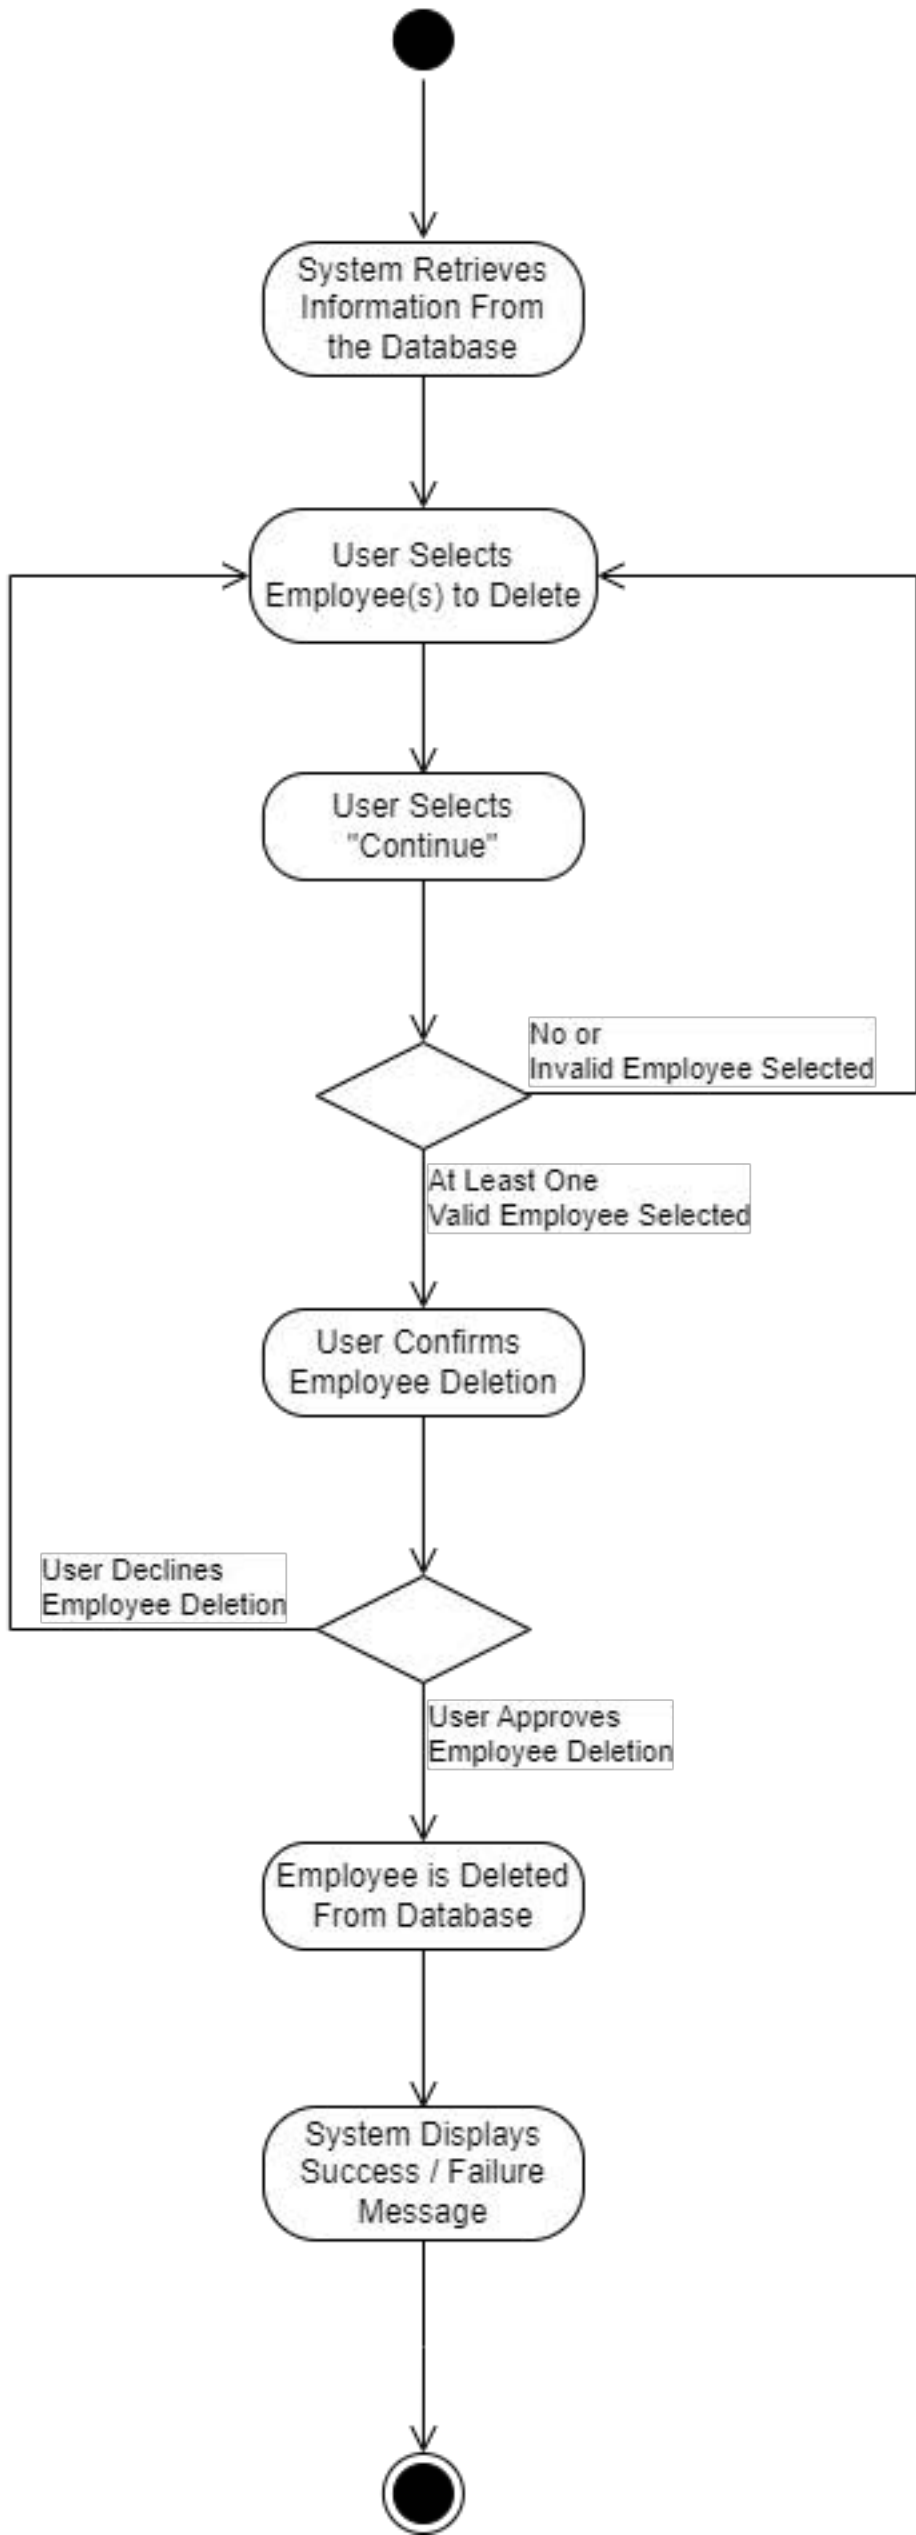 System Retrieves
Information From
the Database
User Selects
Employee(s) to Delete
User Selects
"Continue"
No or
Invalid Employee Selected
At Least One
Valid Employee Selected
User Confirms
Employee Deletion
User Declines
Employee Deletion
User Approves
Employee Deletion
Employee is Deleted
From Database
System Displays
Success / Failure
Message